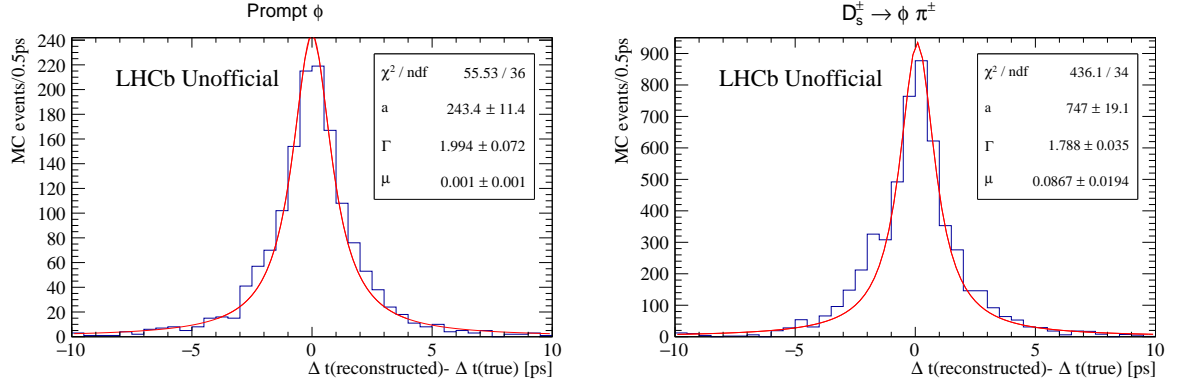 Prompt ϕ
MC events/0.5ps
240
220
200
180
160
140
120
100
80
60
40
20
0
LHCb Unofficial
χ² / ndf 55.53 / 36
a 243.4 ± 11.4
Γ 1.994 ± 0.072
μ 0.001 ± 0.001
−10 −5 0 5 10
Δ t(reconstructed)- Δ t(true) [ps]
D±s → ϕ π±
MC events/0.5ps
900
800
700
600
500
400
300
200
100
0
LHCb Unofficial
χ² / ndf 436.1 / 34
a 747 ± 19.1
Γ 1.788 ± 0.035
μ 0.0867 ± 0.0194
−10 −5 0 5 10
Δ t(reconstructed)- Δ t(true) [ps]